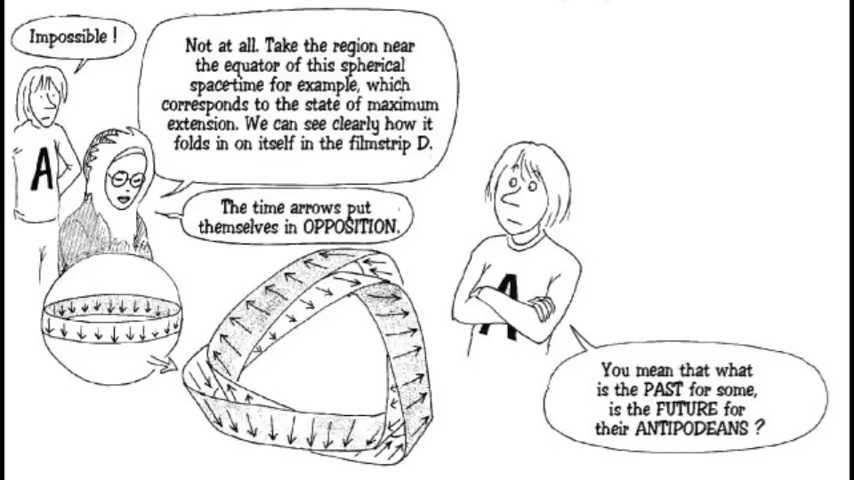 Impossible !
Not at all. Take the region near
the equator of this spherical
space-time for example, which
corresponds to the state of maximum
extension. We can see clearly how it
folds in on itself in the filmstrip D.
The time arrows put
themselves in OPPOSITION.
A
A
You mean that what
is the PAST for some,
is the FUTURE for
their ANTIPODEANS ?